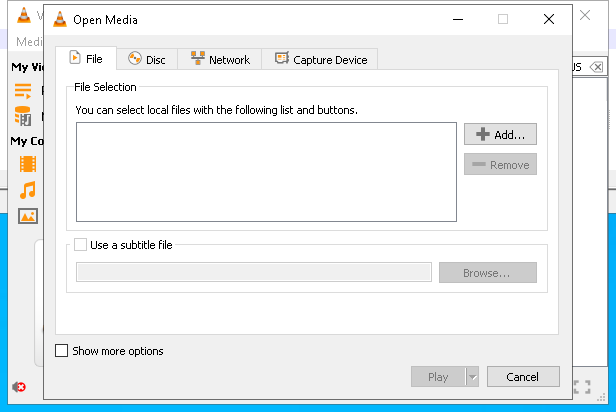 Open Media
Medi
File
Disc
Network
Capture Device
My Vi
File Selection
You can select local files with the following list and buttons.
Add...
Remove
My Co
Use a subtitle file
Browse...
Show more options
Play
Cancel